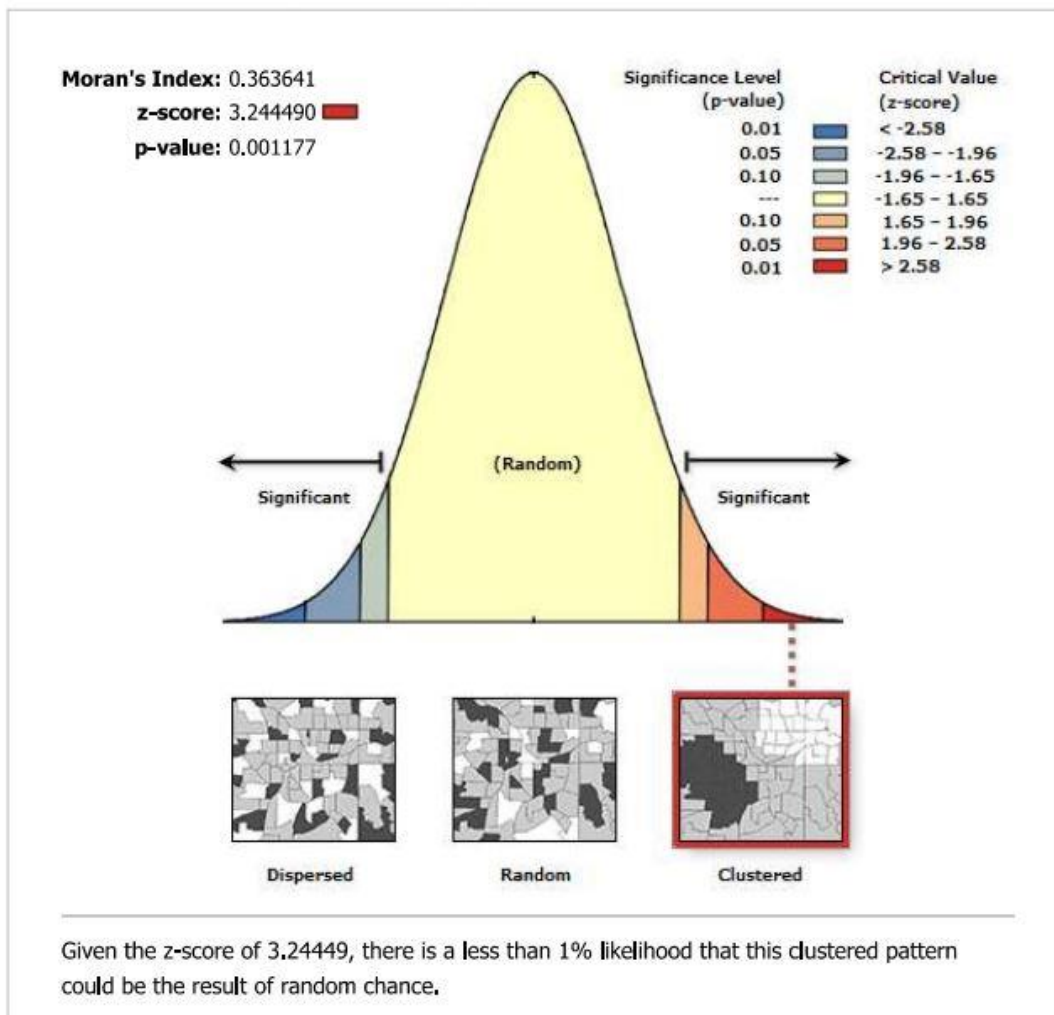 Moran's Index: 0.363641
z-score: 3.244490
p-value: 0.001177
Significance Level Critical Value
(p-value) (z-score)
0.01 < -2.58
0.05 -2.58 – -1.96
0.10 -1.96 – -1.65
--- -1.65 – 1.65
0.10 1.65 – 1.96
0.05 1.96 – 2.58
0.01 > 2.58
(Random)
Significant Significant
Dispersed Random Clustered
Given the z-score of 3.24449, there is a less than 1% likelihood that this clustered pattern
could be the result of random chance.